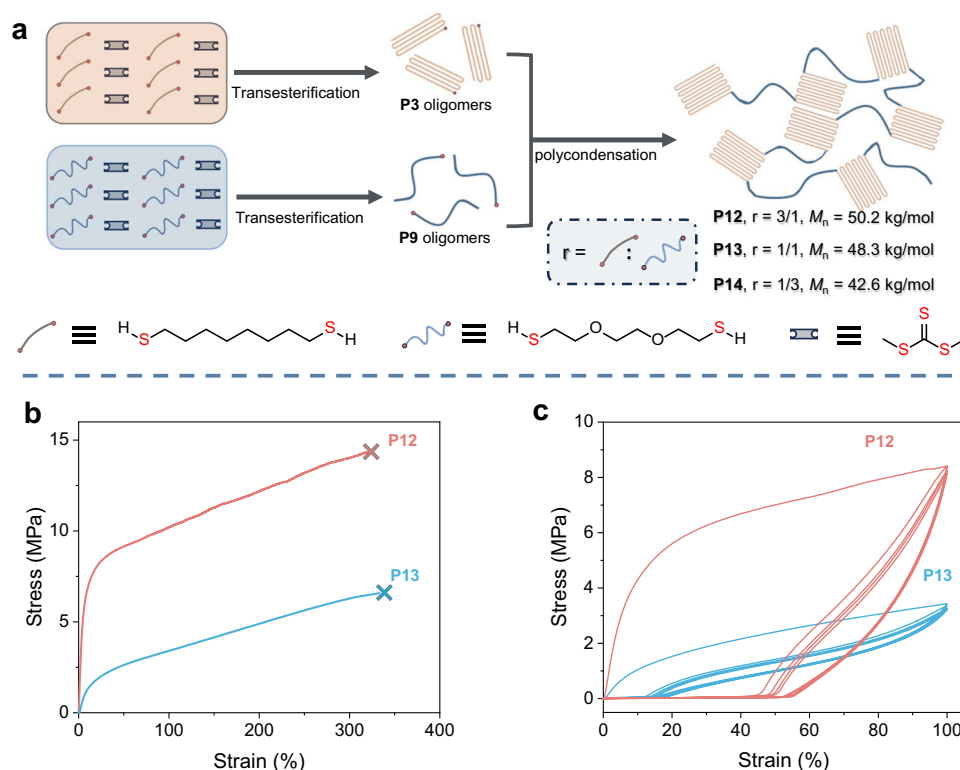 a
Transesterification
P3 oligomers
polycondensation
Transesterification
P9 oligomers
r = :
P12, r = 3/1, Mn = 50.2 kg/mol
P13, r = 1/1, Mn = 48.3 kg/mol
P14, r = 1/3, Mn = 42.6 kg/mol
H S S H
H S O O S H
S S S
b
15
10
5
0
Stress (MPa)
P12
P13
0 100 200 300 400
Strain (%)
c
10
8
6
4
2
0
Stress (MPa)
P12
P13
0 20 40 60 80 100
Strain (%)